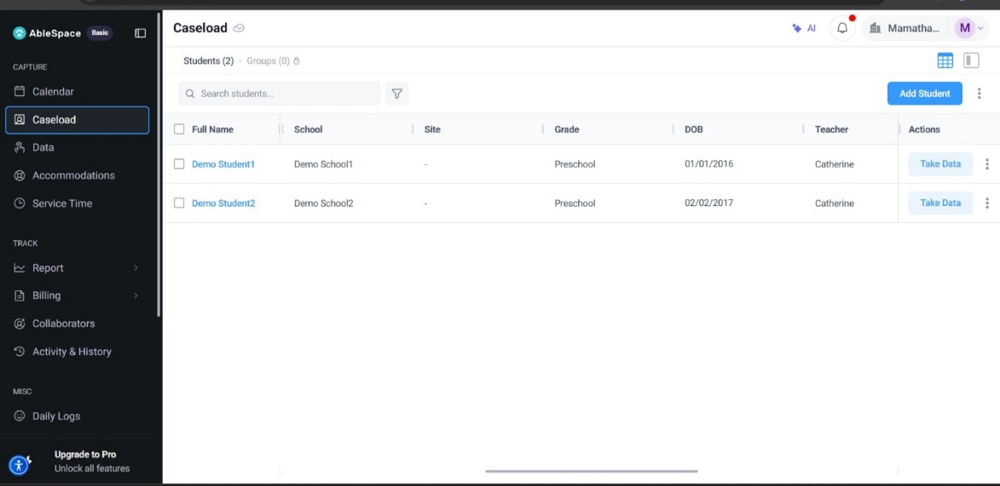 AbleSpace Basic
CAPTURE
Calendar
Caseload
Data
Accommodations
Service Time
TRACK
Report
Billing
Collaborators
Activity & History
MISC
Daily Logs
Upgrade to Pro
Unlock all features
Caseload
AI Mamatha... M
Students (2) - Groups (0)
Search students...
Add Student
Full Name School Site Grade DOB Teacher Actions
Demo Student1 Demo School1 - Preschool 01/01/2016 Catherine Take Data
Demo Student2 Demo School2 - Preschool 02/02/2017 Catherine Take Data